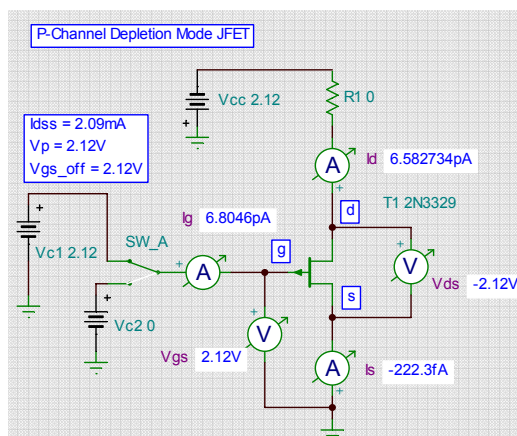 P-Channel Depletion Mode JFET
Vcc 2.12
R1 0
+
Idss = 2.09mA
Vp = 2.12V
Vgs_off = 2.12V
A
+
Id 6.582734pA
T1 2N3329
+
Vc1 2.12
SW_A
Ig
6.8046pA
A
+
g
d
s
+
V
Vds -2.12V
+
Vc2 0
+
V
Vgs 2.12V
+
A
Is -222.3fA